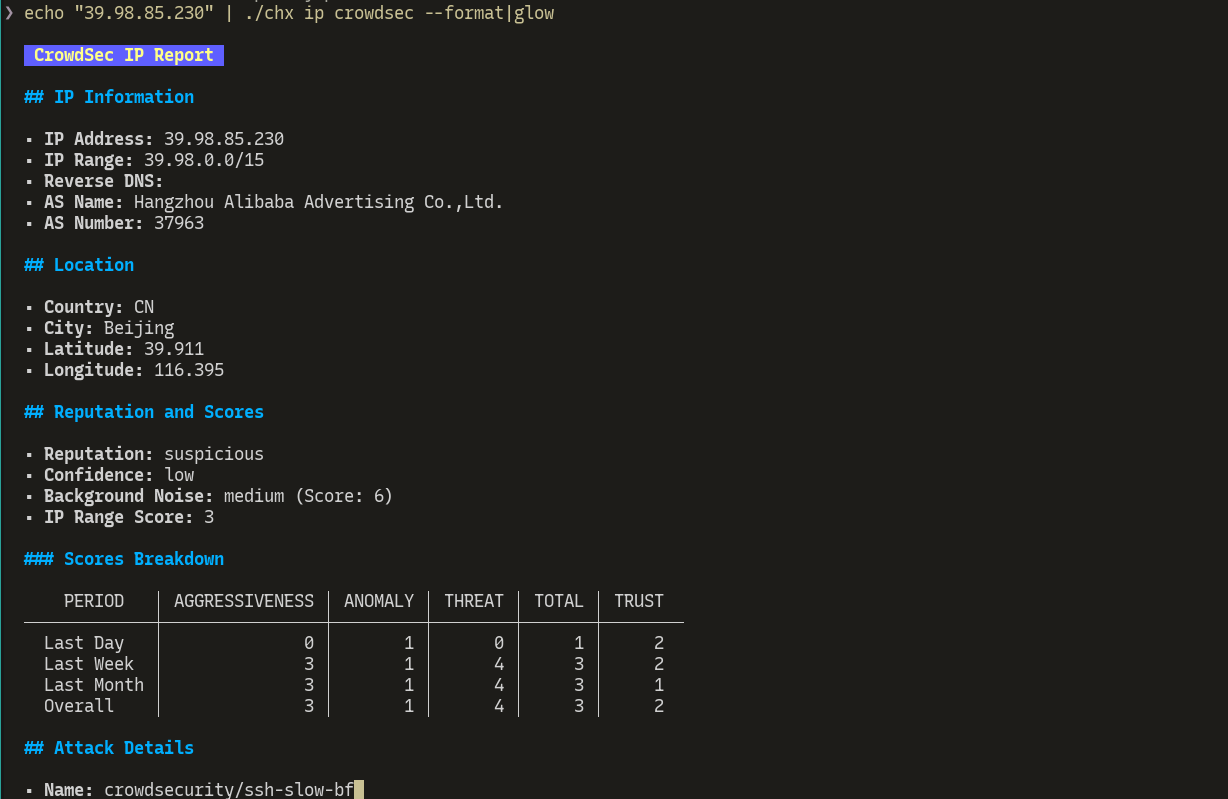 ❯ echo "39.98.85.230" | ./chx ip crowdsec --format|glow
CrowdSec IP Report
## IP Information
• IP Address: 39.98.85.230
• IP Range: 39.98.0.0/15
• Reverse DNS:
• AS Name: Hangzhou Alibaba Advertising Co.,Ltd.
• AS Number: 37963
## Location
• Country: CN
• City: Beijing
• Latitude: 39.911
• Longitude: 116.395
## Reputation and Scores
• Reputation: suspicious
• Confidence: low
• Background Noise: medium (Score: 6)
• IP Range Score: 3
### Scores Breakdown
PERIOD │ AGGRESSIVENESS │ ANOMALY │ THREAT │ TOTAL │ TRUST
Last Day │ 0 │ 1 │ 0 │ 1 │ 2
Last Week │ 3 │ 1 │ 4 │ 3 │ 2
Last Month │ 3 │ 1 │ 4 │ 3 │ 1
Overall │ 3 │ 1 │ 4 │ 3 │ 2
## Attack Details
• Name: crowdsecurity/ssh-slow-bf